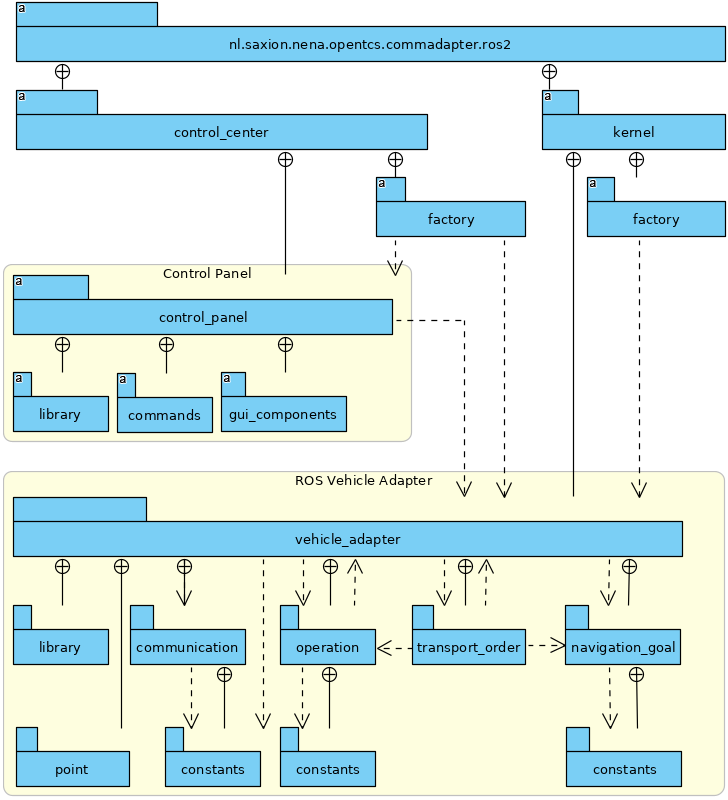 a
nl.saxion.nena.opentcs.commadapter.ros2
a
control_center
a
kernel
a
factory
a
factory
Control Panel
a
control_panel
a
library
a
commands
a
gui_components
ROS Vehicle Adapter
vehicle_adapter
library
communication
operation
transport_order
navigation_goal
point
constants
constants
constants